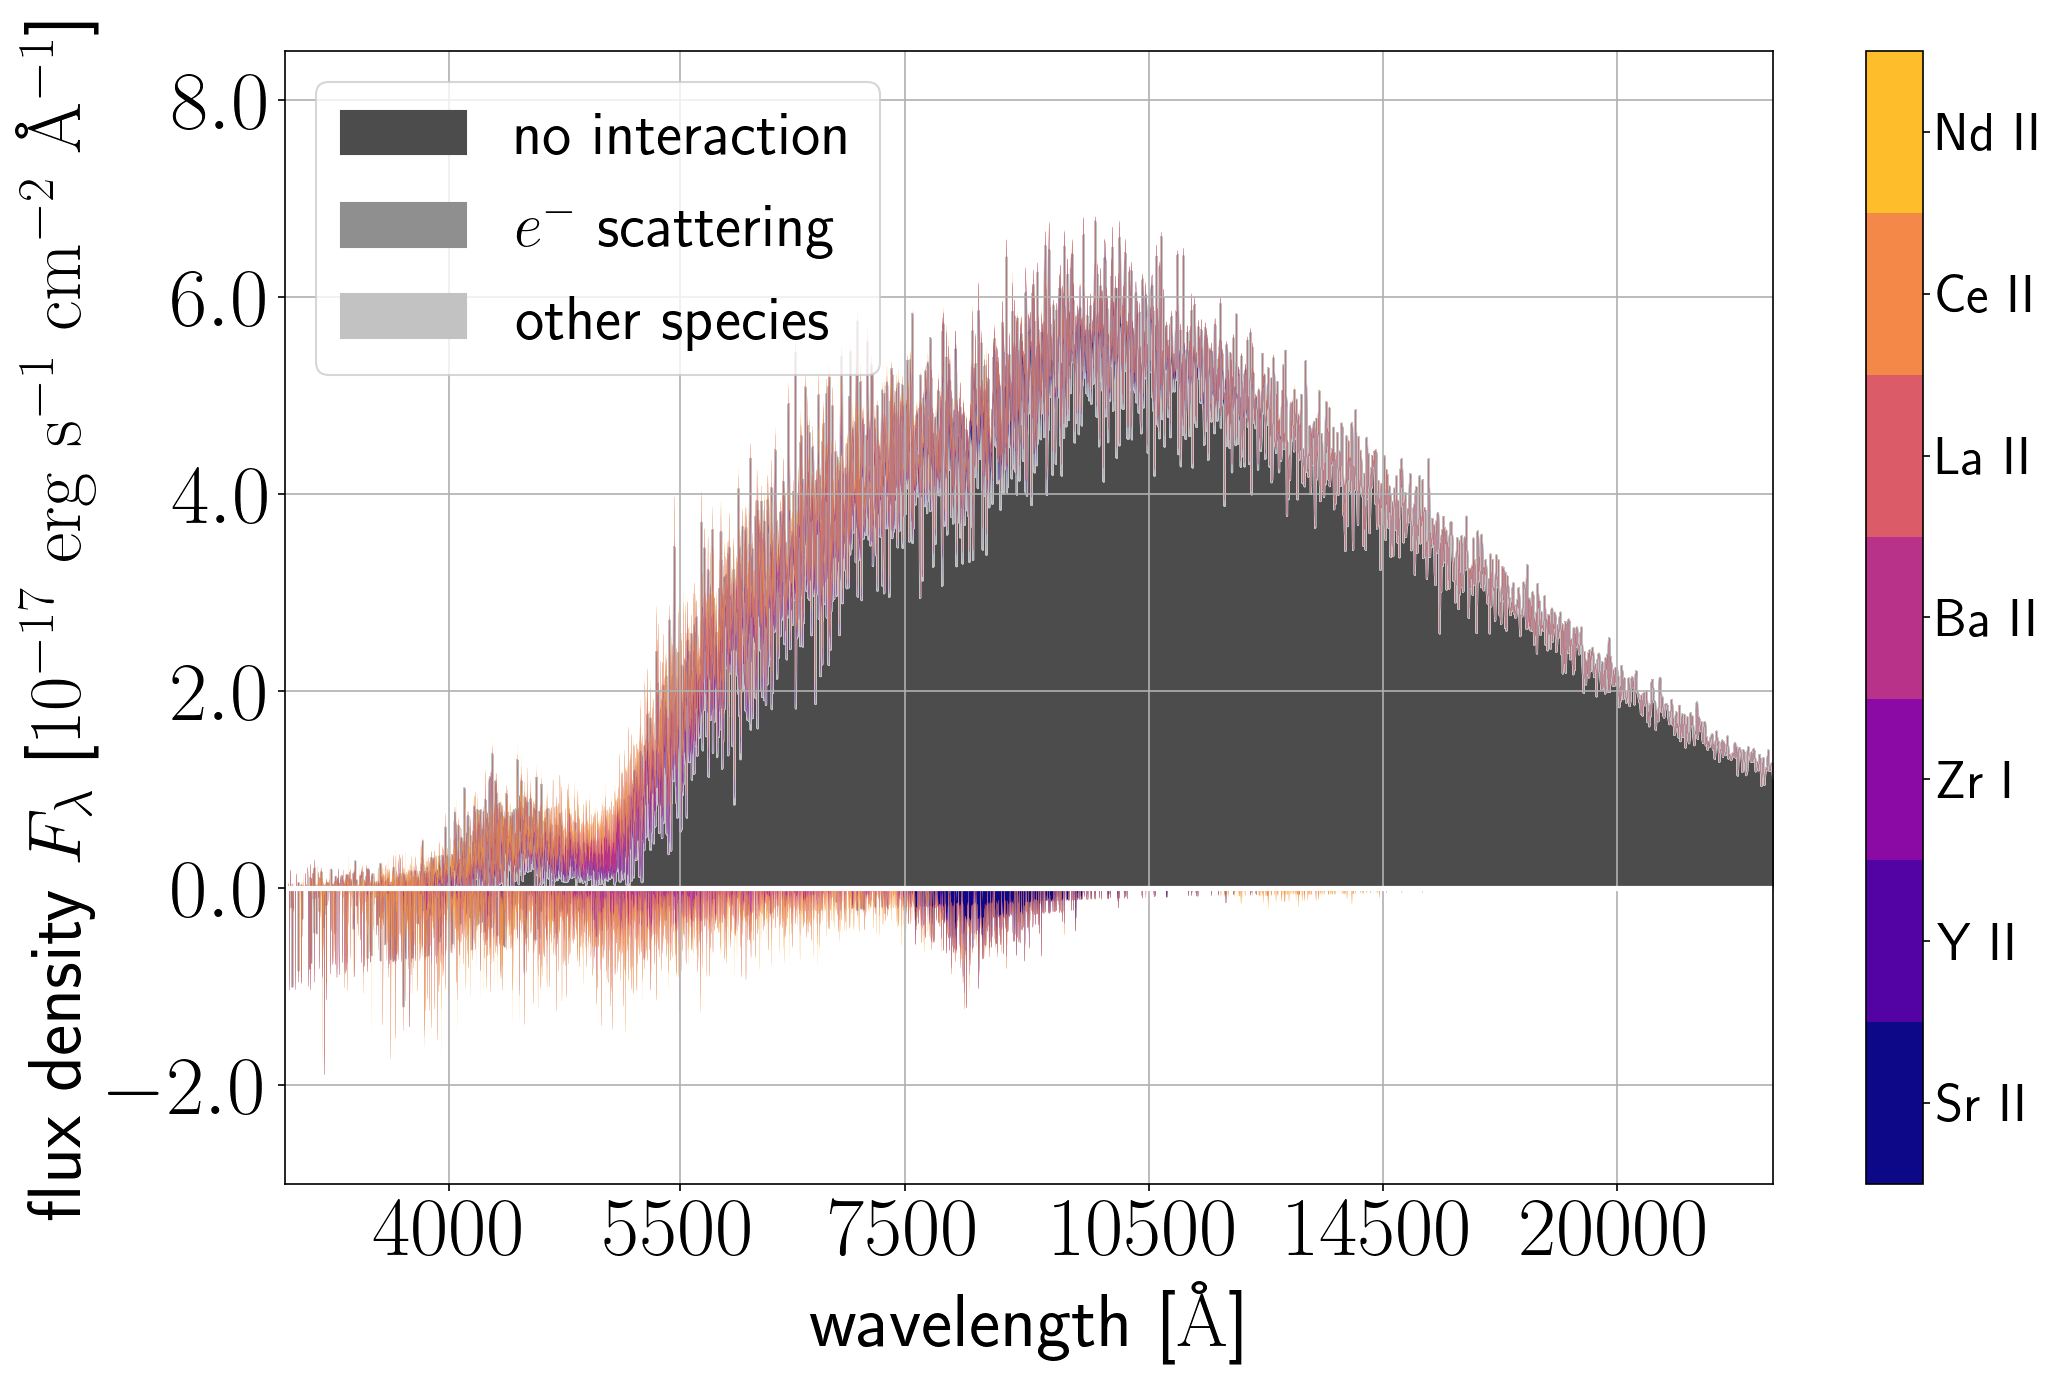 flux density $F_\lambda$ [$10^{-17}$ erg s$^{-1}$ cm$^{-2}$ Å$^{-1}$]
8.0
6.0
4.0
2.0
0.0
−2.0
no interaction
$e^-$ scattering
other species
4000 5500 7500 10500 14500 20000
wavelength [Å]
Nd II
Ce II
La II
Ba II
Zr I
Y II
Sr II